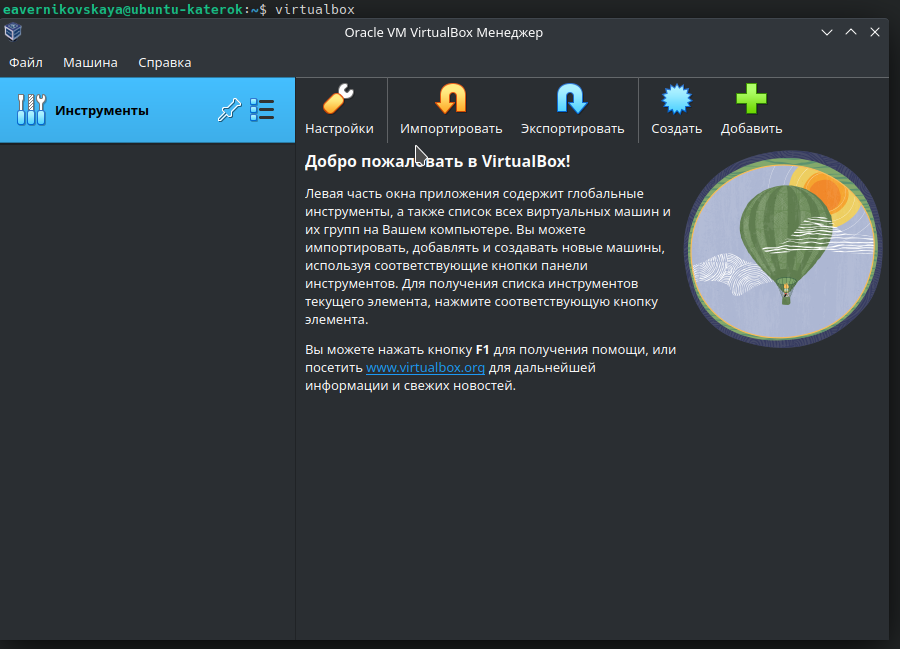 eavernikovskaya@ubuntu-katerok:~$ virtualbox
Oracle VM VirtualBox Менеджер
Файл Машина Справка
Инструменты
Настройки Импортировать Экспортировать Создать Добавить
Добро пожаловать в VirtualBox!
Левая часть окна приложения содержит глобальные
инструменты, а также список всех виртуальных машин и
их групп на Вашем компьютере. Вы можете
импортировать, добавлять и создавать новые машины,
используя соответствующие кнопки панели
инструментов. Для получения списка инструментов
текущего элемента, нажмите соответствующую кнопку
элемента.
Вы можете нажать кнопку F1 для получения помощи, или
посетить www.virtualbox.org для дальнейшей
информации и свежих новостей.